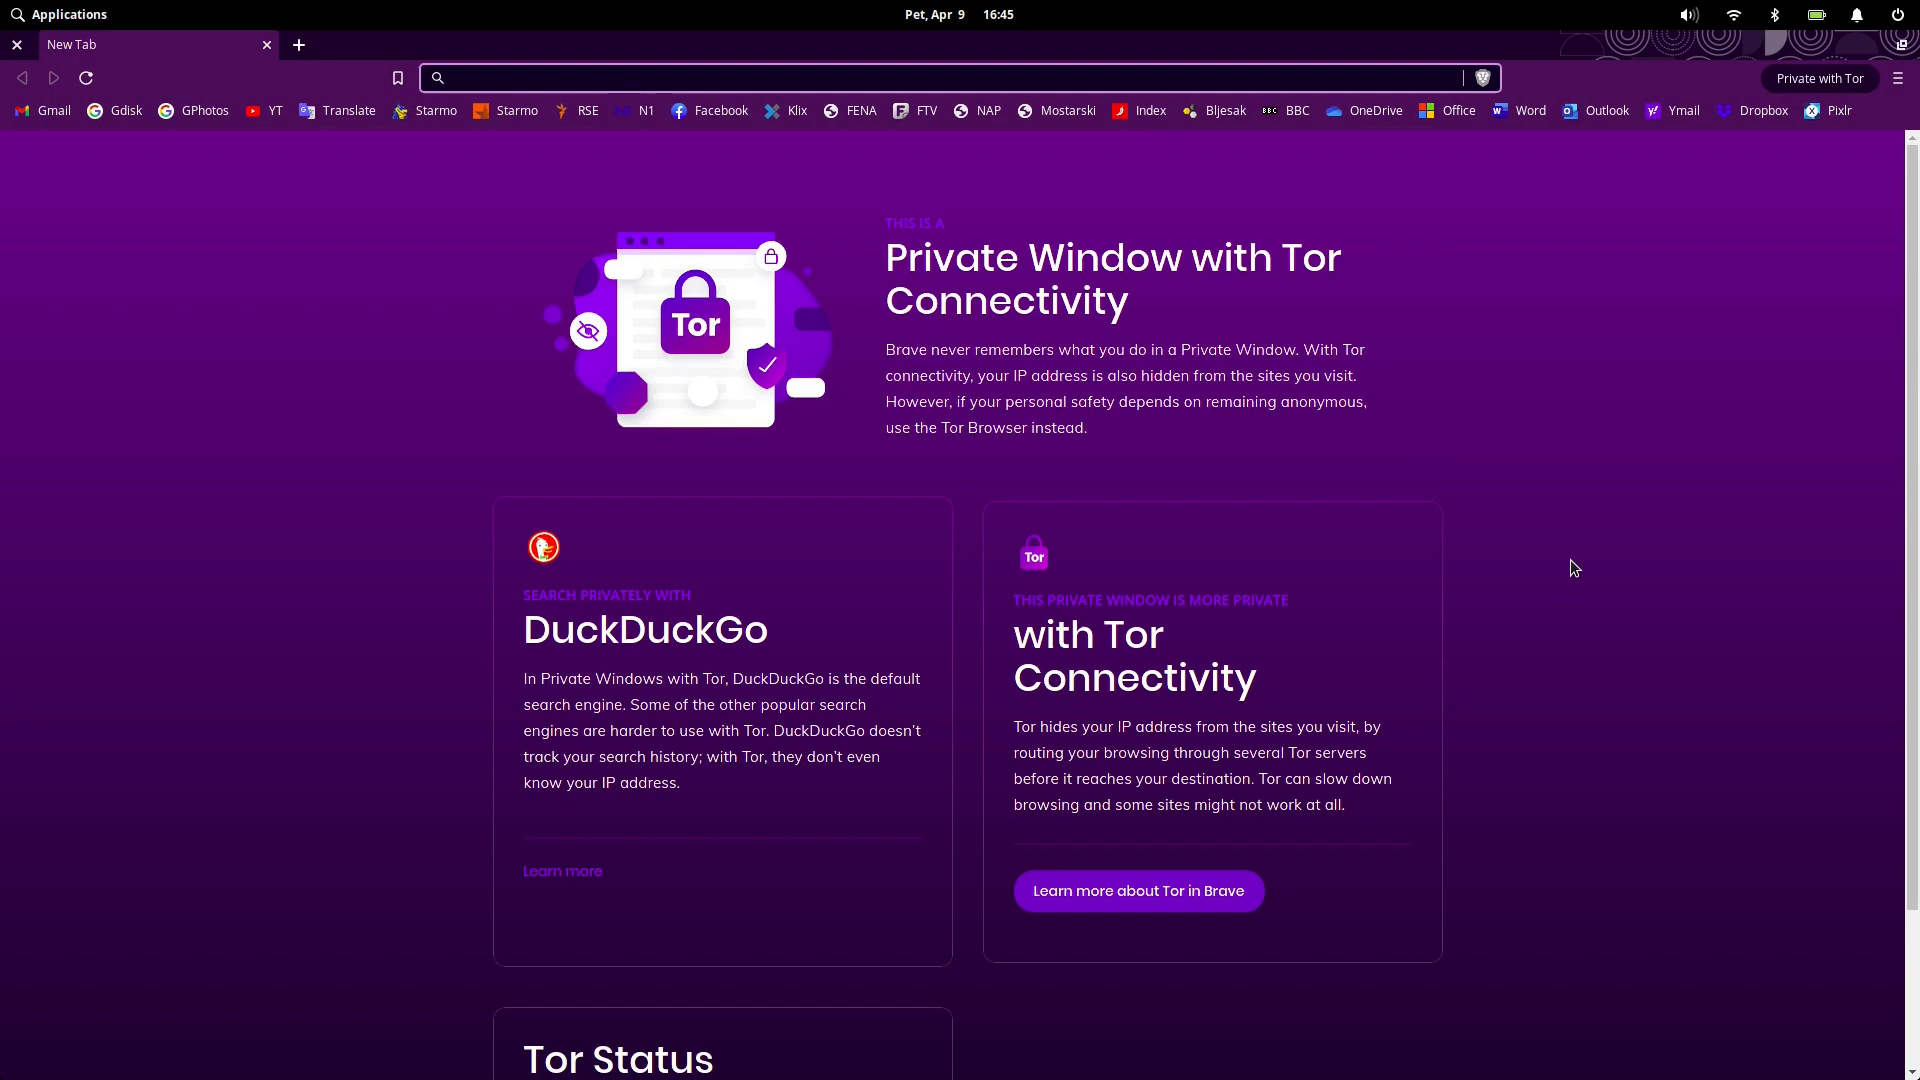 Applications
Pet, Apr 9 16:45
New Tab
Private with Tor
Gmail Gdisk GPhotos YT Translate Starmo Starmo RSE N1 Facebook Klix FENA FTV NAP Mostarski Index Bljesak BBC BBC OneDrive Office Word Outlook Ymail Dropbox Pixlr
THIS IS A
Private Window with Tor
Connectivity
Brave never remembers what you do in a Private Window. With Tor
connectivity, your IP address is also hidden from the sites you visit.
However, if your personal safety depends on remaining anonymous,
use the Tor Browser instead.
Tor
SEARCH PRIVATELY WITH
DuckDuckGo
In Private Windows with Tor, DuckDuckGo is the default
search engine. Some of the other popular search
engines are harder to use with Tor. DuckDuckGo doesn't
track your search history; with Tor, they don't even
know your IP address.
Learn more
Tor
THIS PRIVATE WINDOW IS MORE PRIVATE
with Tor
Connectivity
Tor hides your IP address from the sites you visit, by
routing your browsing through several Tor servers
before it reaches your destination. Tor can slow down
browsing and some sites might not work at all.
Learn more about Tor in Brave
Tor Status